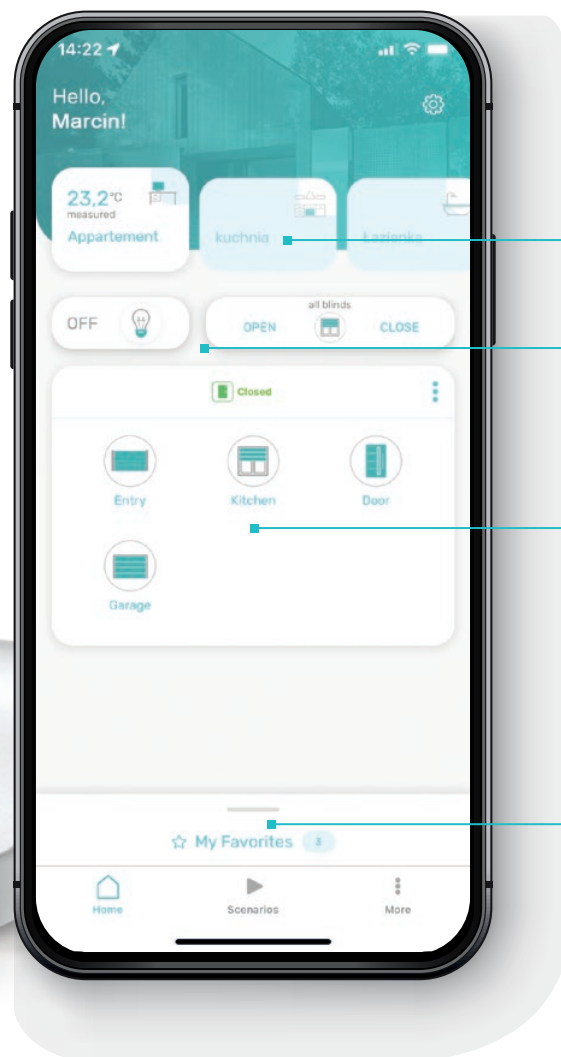 14:22
Hello,
Marcin!
23,2°C
measured
Appartement
kuchnia
Łazienka
OFF
all blinds
OPEN
CLOSE
Closed
Entry
Kitchen
Door
Garage
My Favorites 3
Home
Scenarios
More